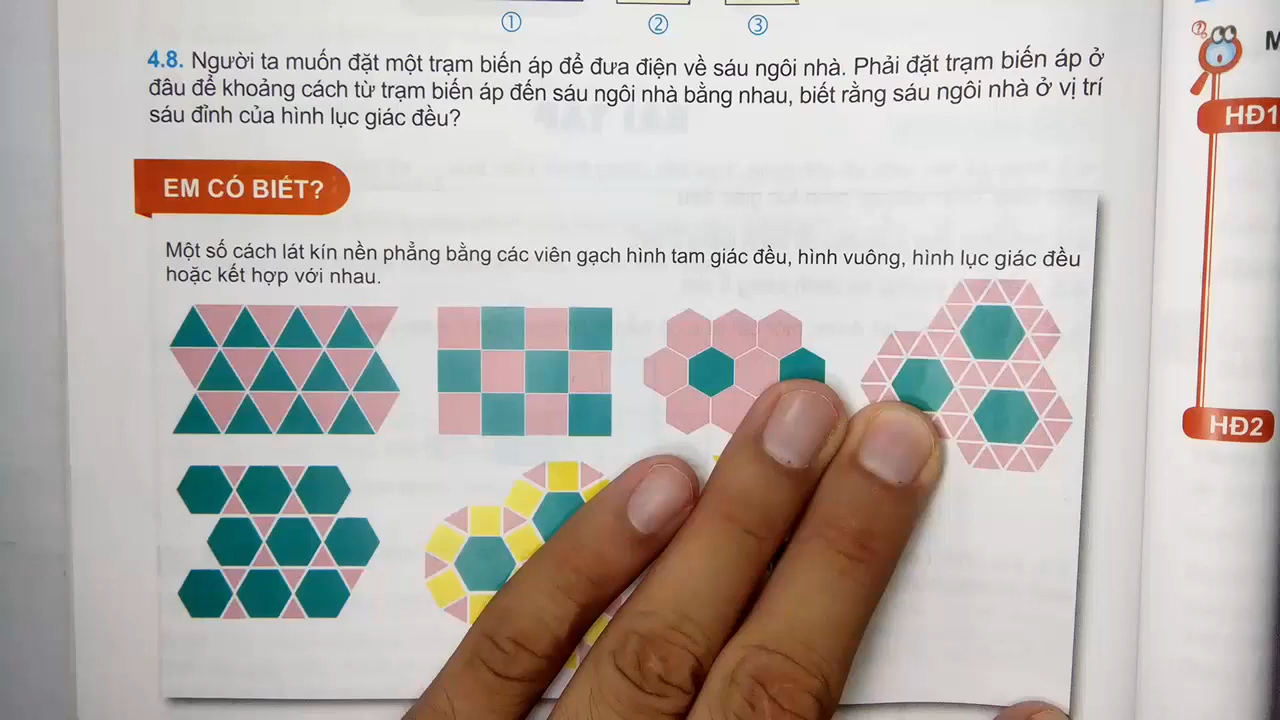 ① ② ③
4.8. Người ta muốn đặt một trạm biến áp để đưa điện về sáu ngôi nhà. Phải đặt trạm biến áp ở
đâu để khoảng cách từ trạm biến áp đến sáu ngôi nhà bằng nhau, biết rằng sáu ngôi nhà ở vị trí
sáu đỉnh của hình lục giác đều?
EM CÓ BIẾT?
Một số cách lát kín nền phẳng bằng các viên gạch hình tam giác đều, hình vuông, hình lục giác đều
hoặc kết hợp với nhau.
HĐ1
HĐ2